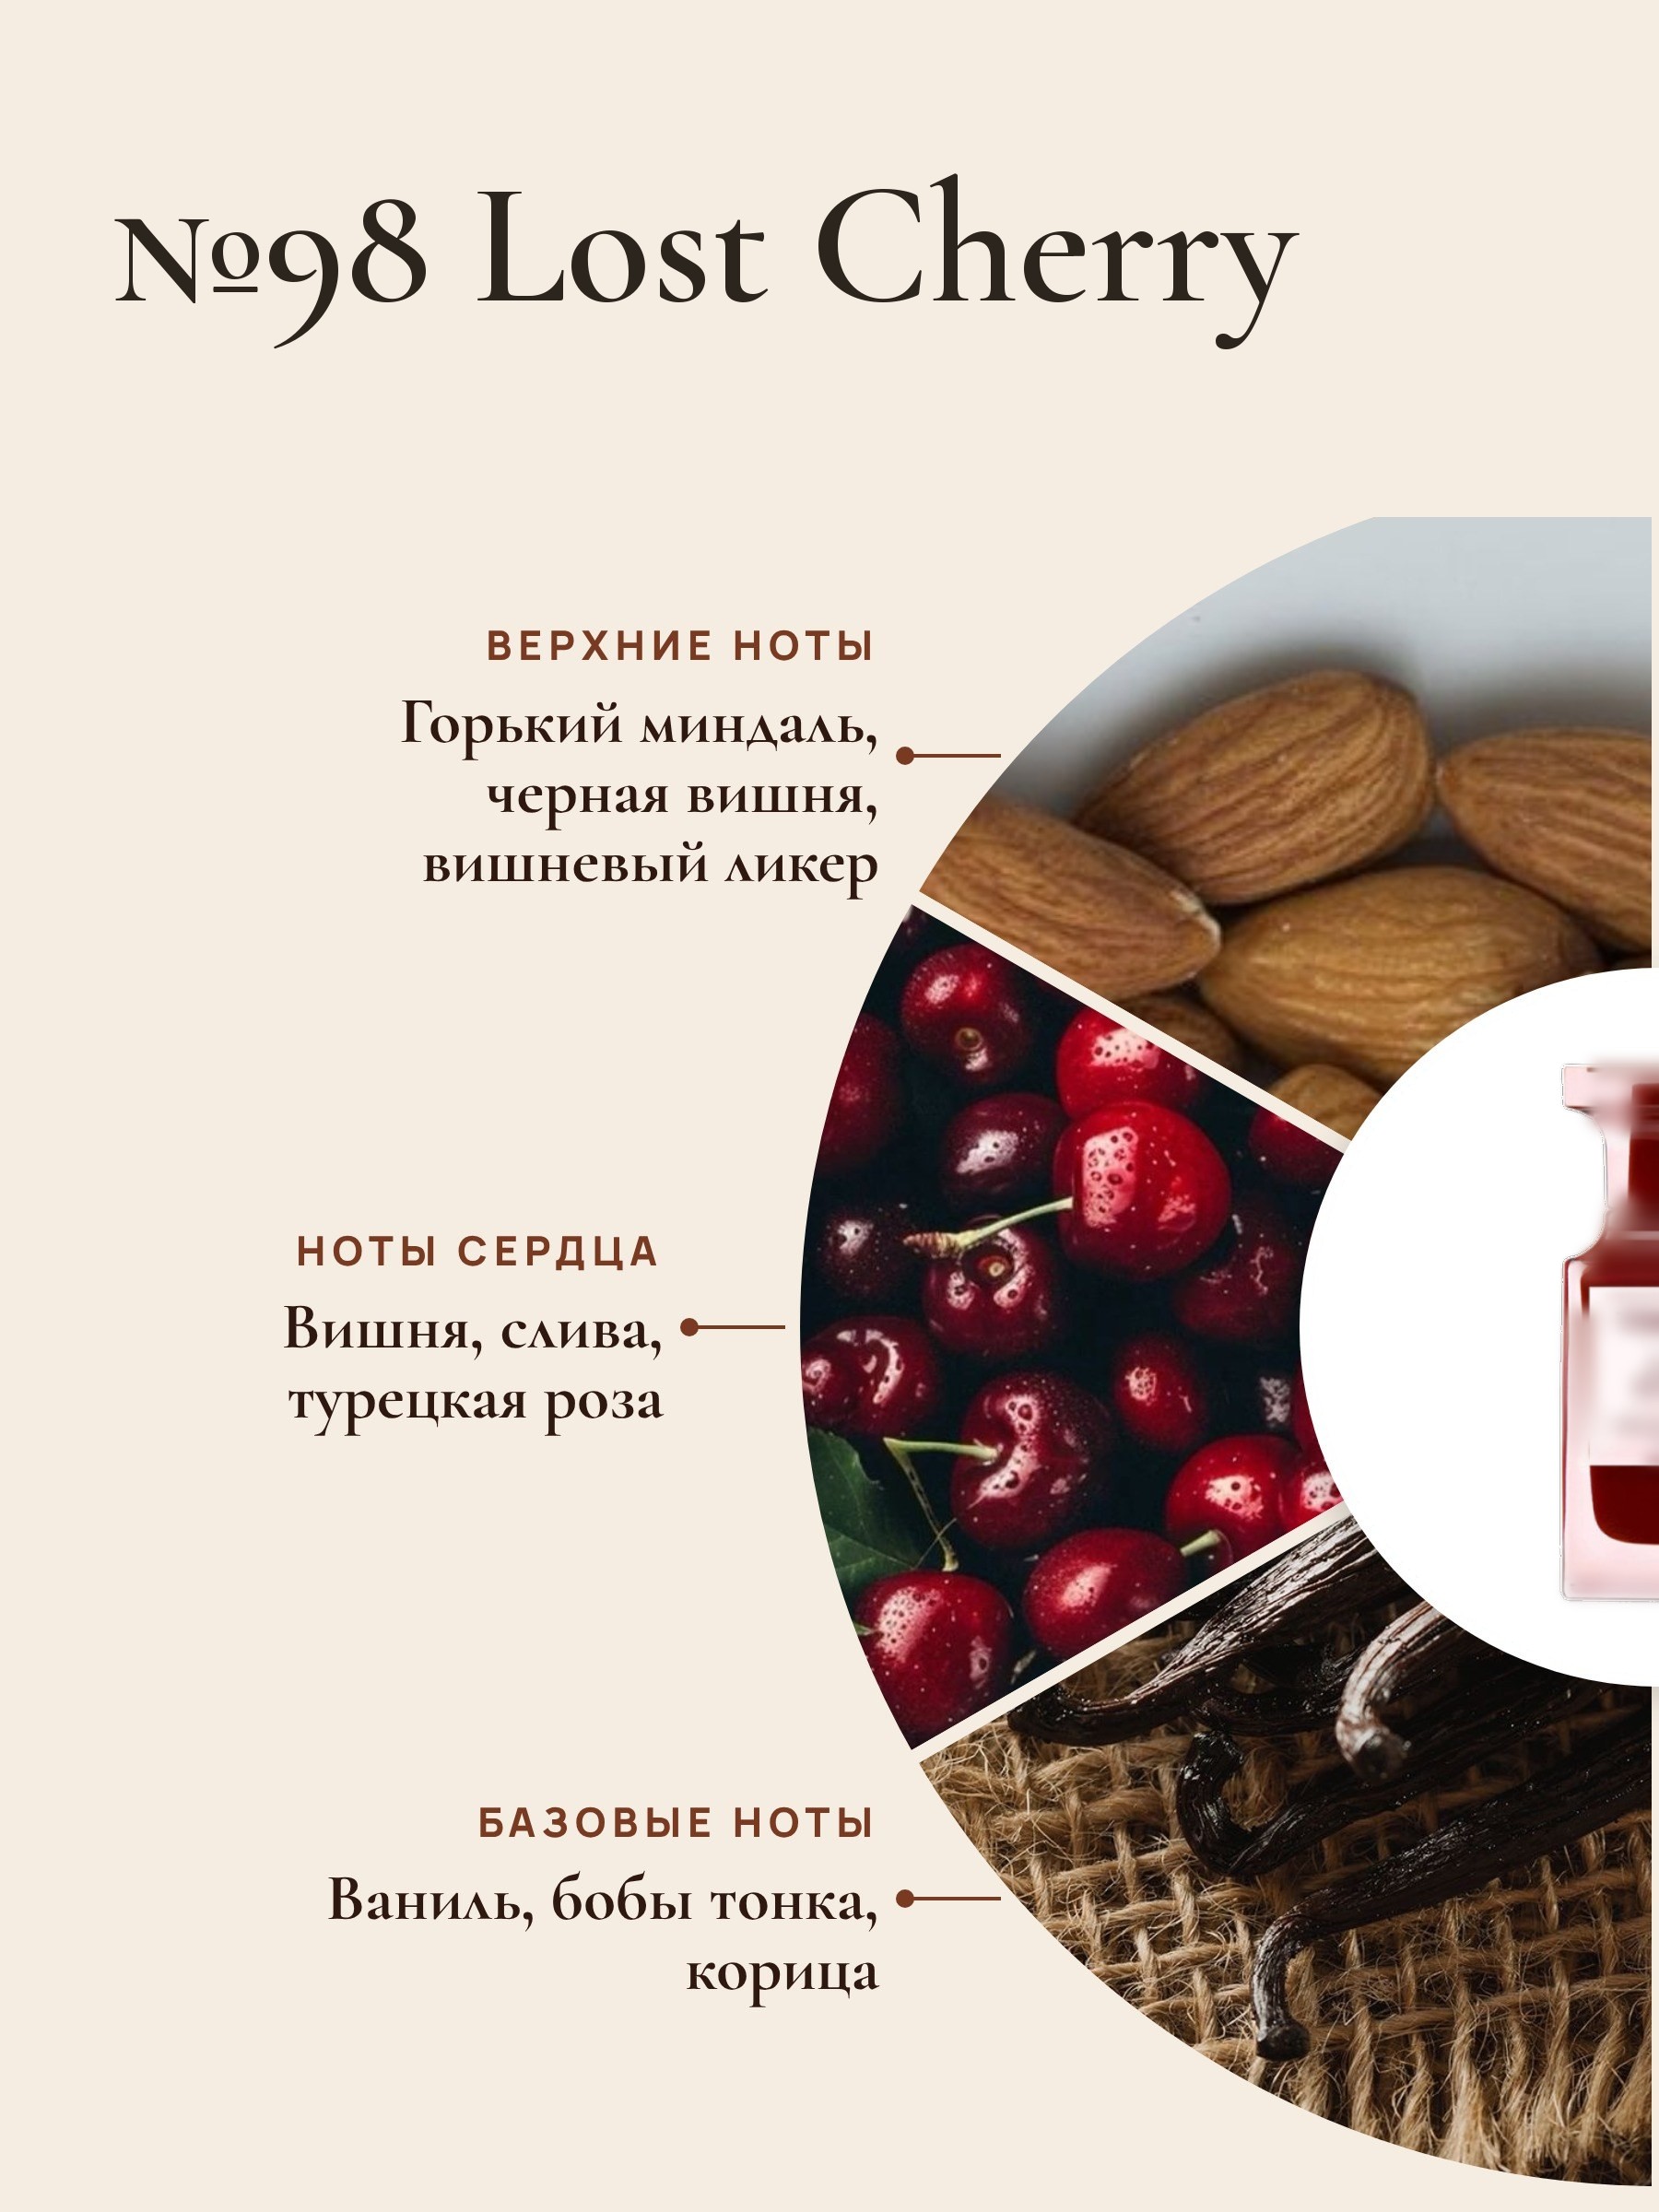 №98 Lost Cherry
ВЕРХНИЕ НОТЫ
Горький миндаль,
черная вишня,
вишневый ликер
НОТЫ СЕРДЦА
Вишня, слива,
турецкая роза
БАЗОВЫЕ НОТЫ
Ваниль, бобы тонка,
корица